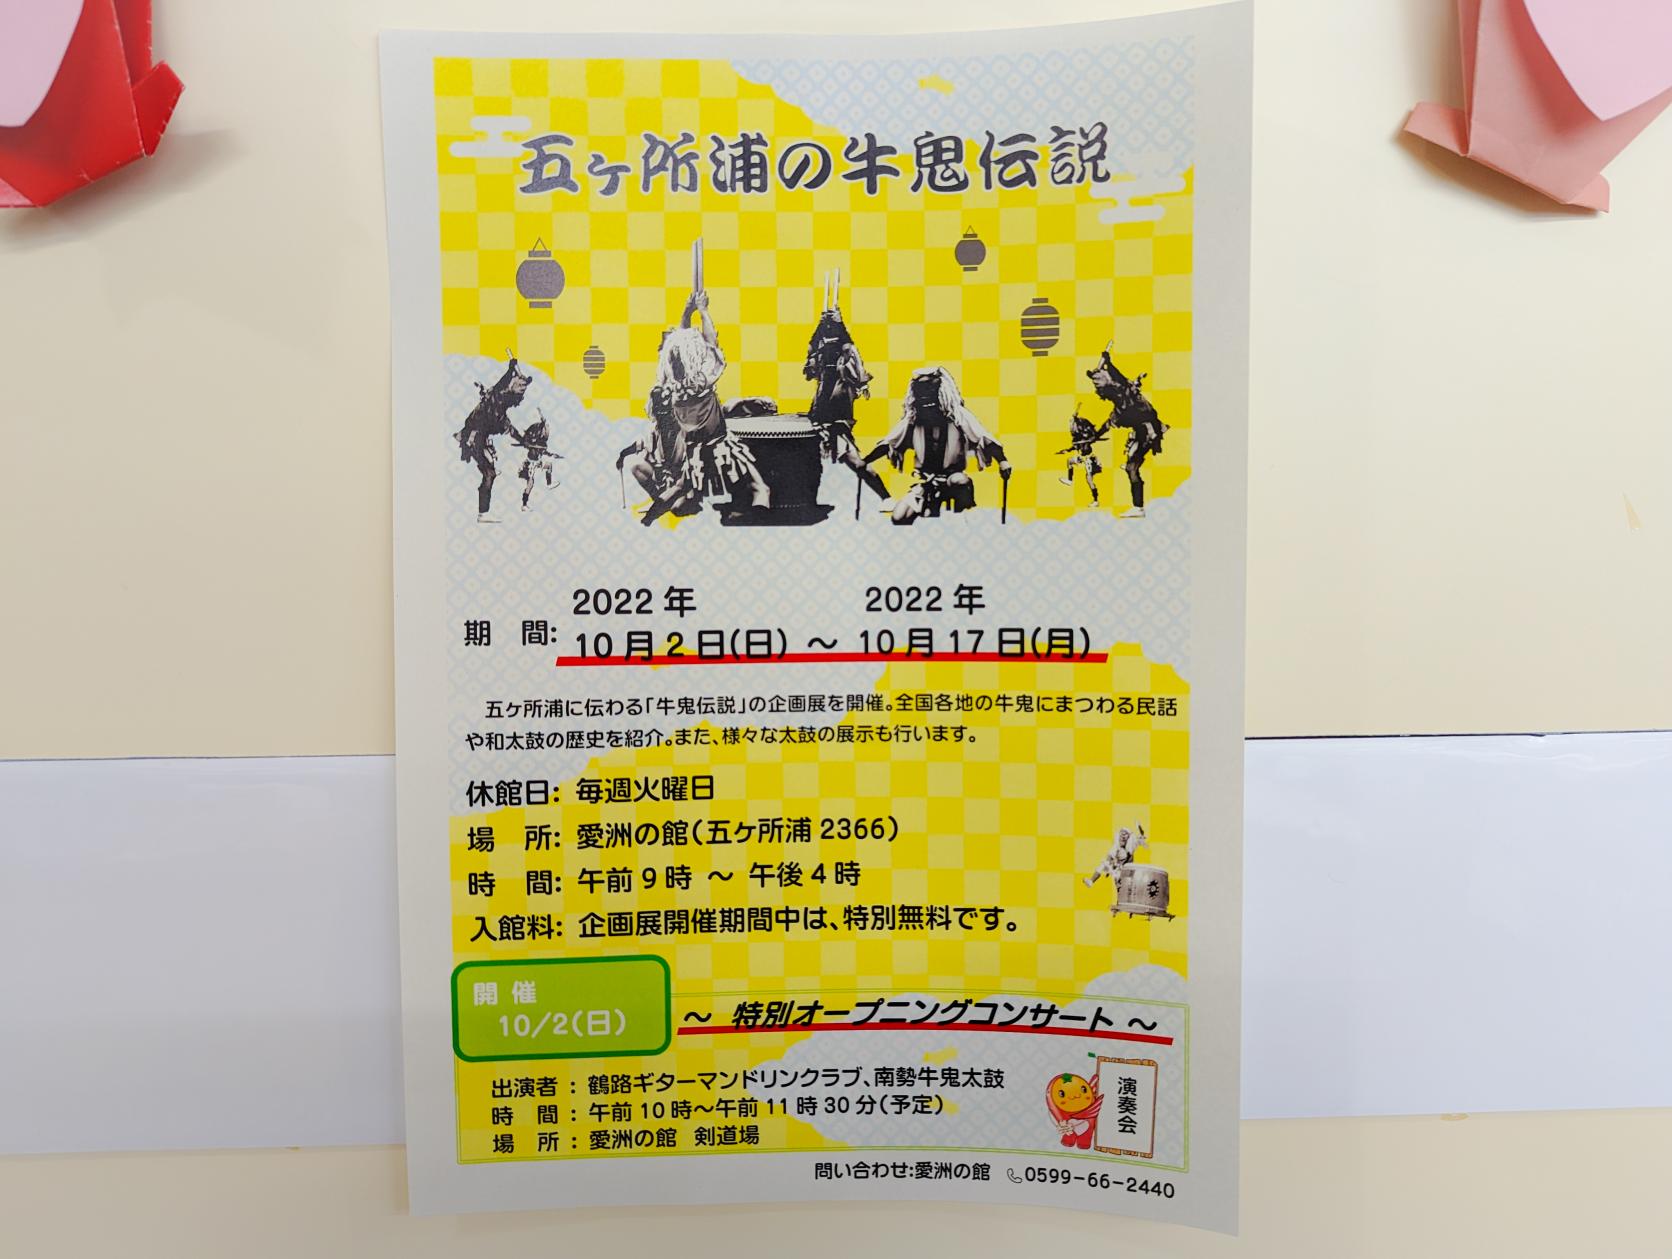 五ヶ所浦の牛鬼伝説
2022年 2022年
期 間: 10月2日(日) ～ 10月17日(月)
五ケ所浦に伝わる「牛鬼伝説」の企画展を開催。全国各地の牛鬼にまつわる民話
や和太鼓の歴史を紹介。また、様々な太鼓の展示も行います。
休館日: 毎週火曜日
場 所: 愛洲の館(五ケ所浦2366)
時 間: 午前9時 ～ 午後4時
入館料: 企画展開催期間中は、特別無料です。
開 催
10/2(日)
～ 特別オープニングコンサート ～
出演者 : 鶴路ギターマンドリンクラブ、南勢牛鬼太鼓
時 間 : 午前10時～午前11時30分(予定)
場 所 : 愛洲の館 剣道場
演奏会
問い合わせ:愛洲の館 0599-66-2440